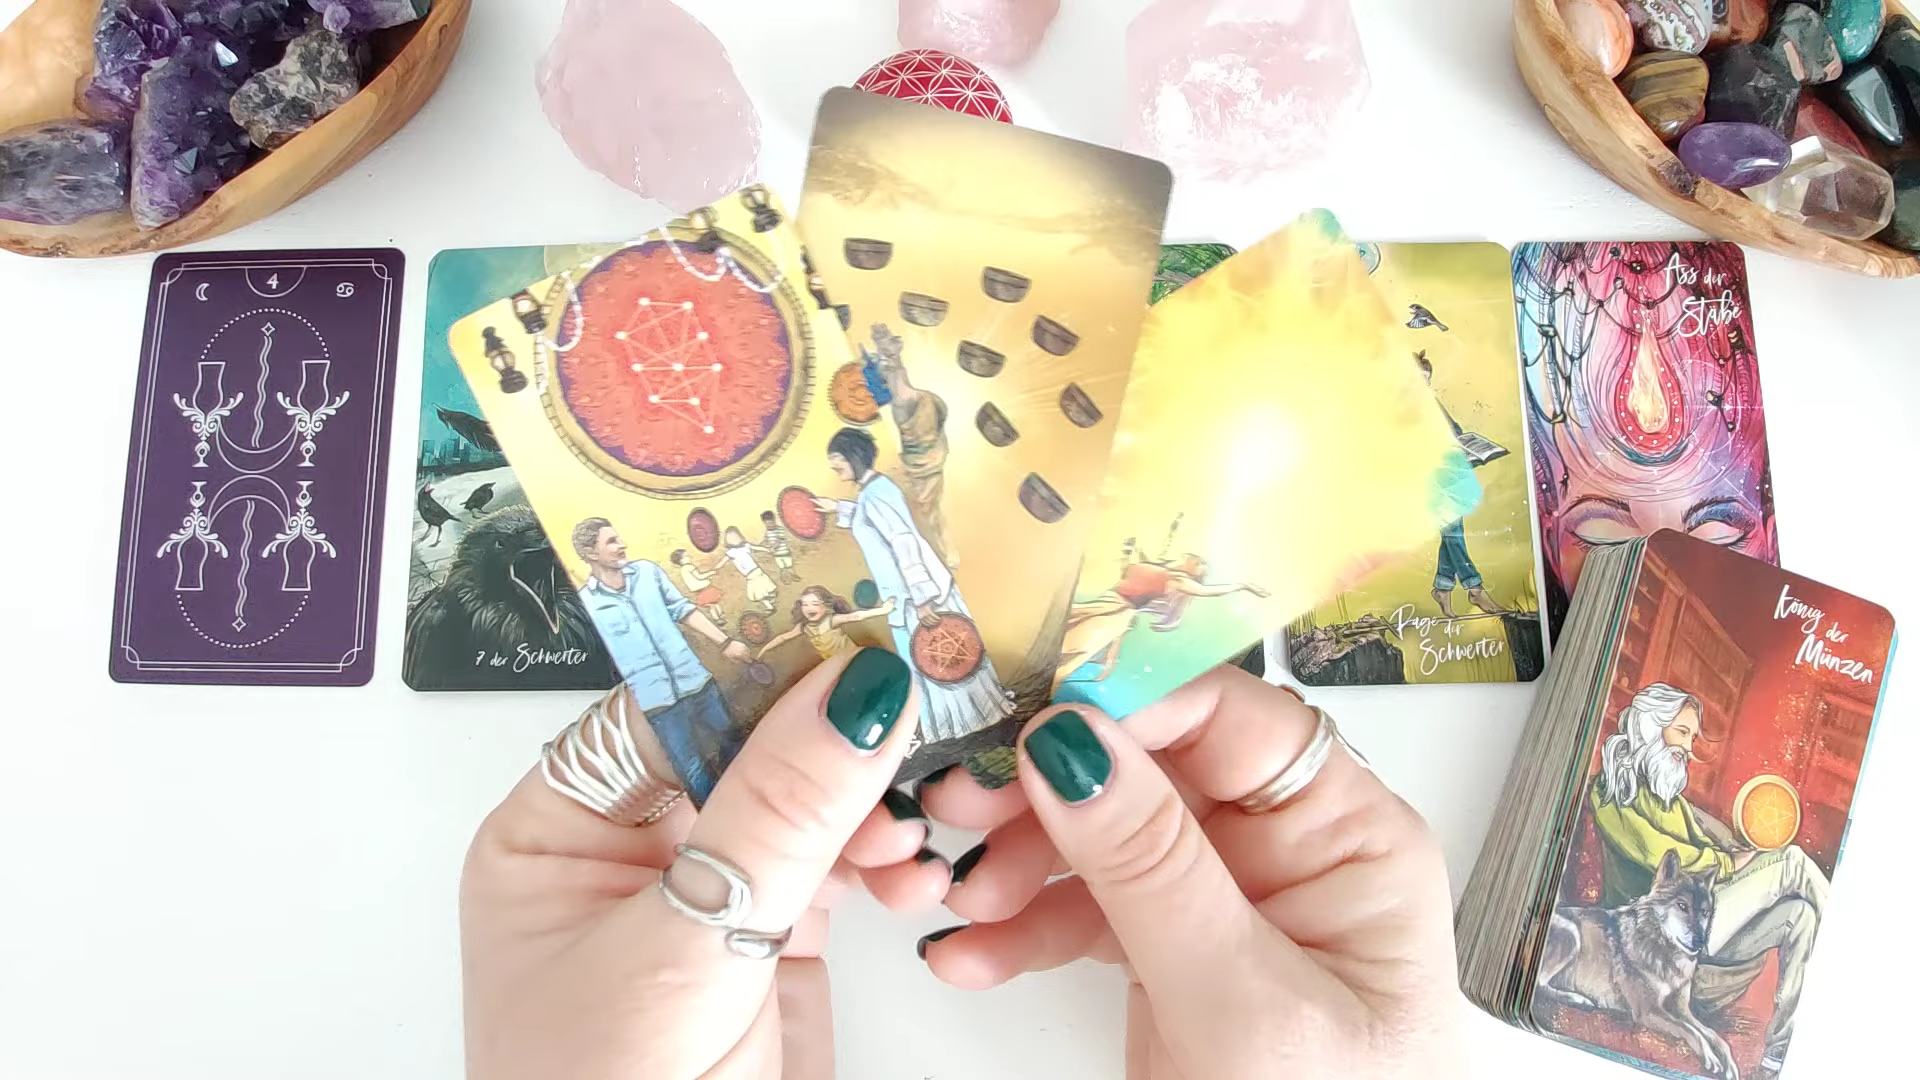 4
7 der Schwerter
Page der
Schwerter
Ass der
Stäbe
König der
Münzen